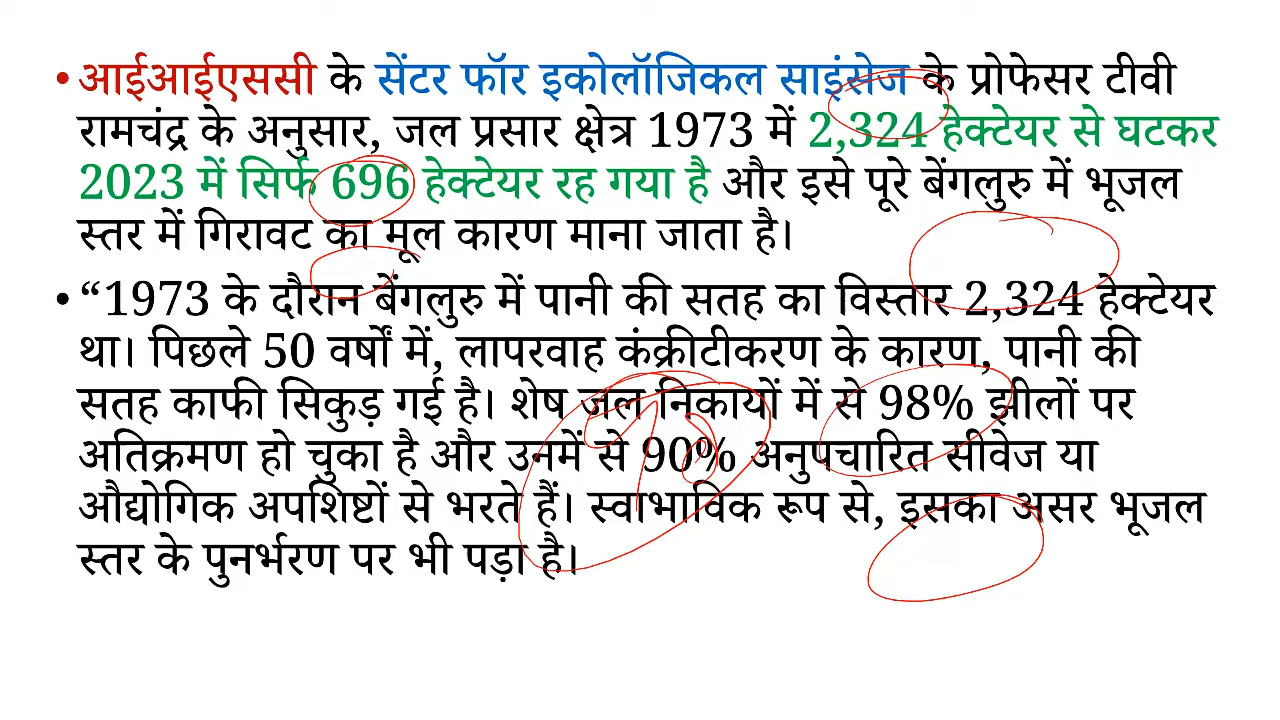 • आईआईएससी के सेंटर फॉर इकोलॉजिकल साइंसेज के प्रोफेसर टीवी
रामचंद्र के अनुसार, जल प्रसार क्षेत्र 1973 में 2,324 हेक्टेयर से घटकर
2023 में सिर्फ 696 हेक्टेयर रह गया है और इसे पूरे बेंगलुरु में भूजल
स्तर में गिरावट का मूल कारण माना जाता है।
• “1973 के दौरान बेंगलुरु में पानी की सतह का विस्तार 2,324 हेक्टेयर
था। पिछले 50 वर्षों में, लापरवाह कंक्रीटीकरण के कारण, पानी की
सतह काफी सिकुड़ गई है। शेष जल निकायों में से 98% झीलों पर
अतिक्रमण हो चुका है और उनमें से 90% अनुपचारित सीवेज या
औद्योगिक अपशिष्टों से भरते हैं। स्वाभाविक रूप से, इसका असर भूजल
स्तर के पुनर्भरण पर भी पड़ा है।